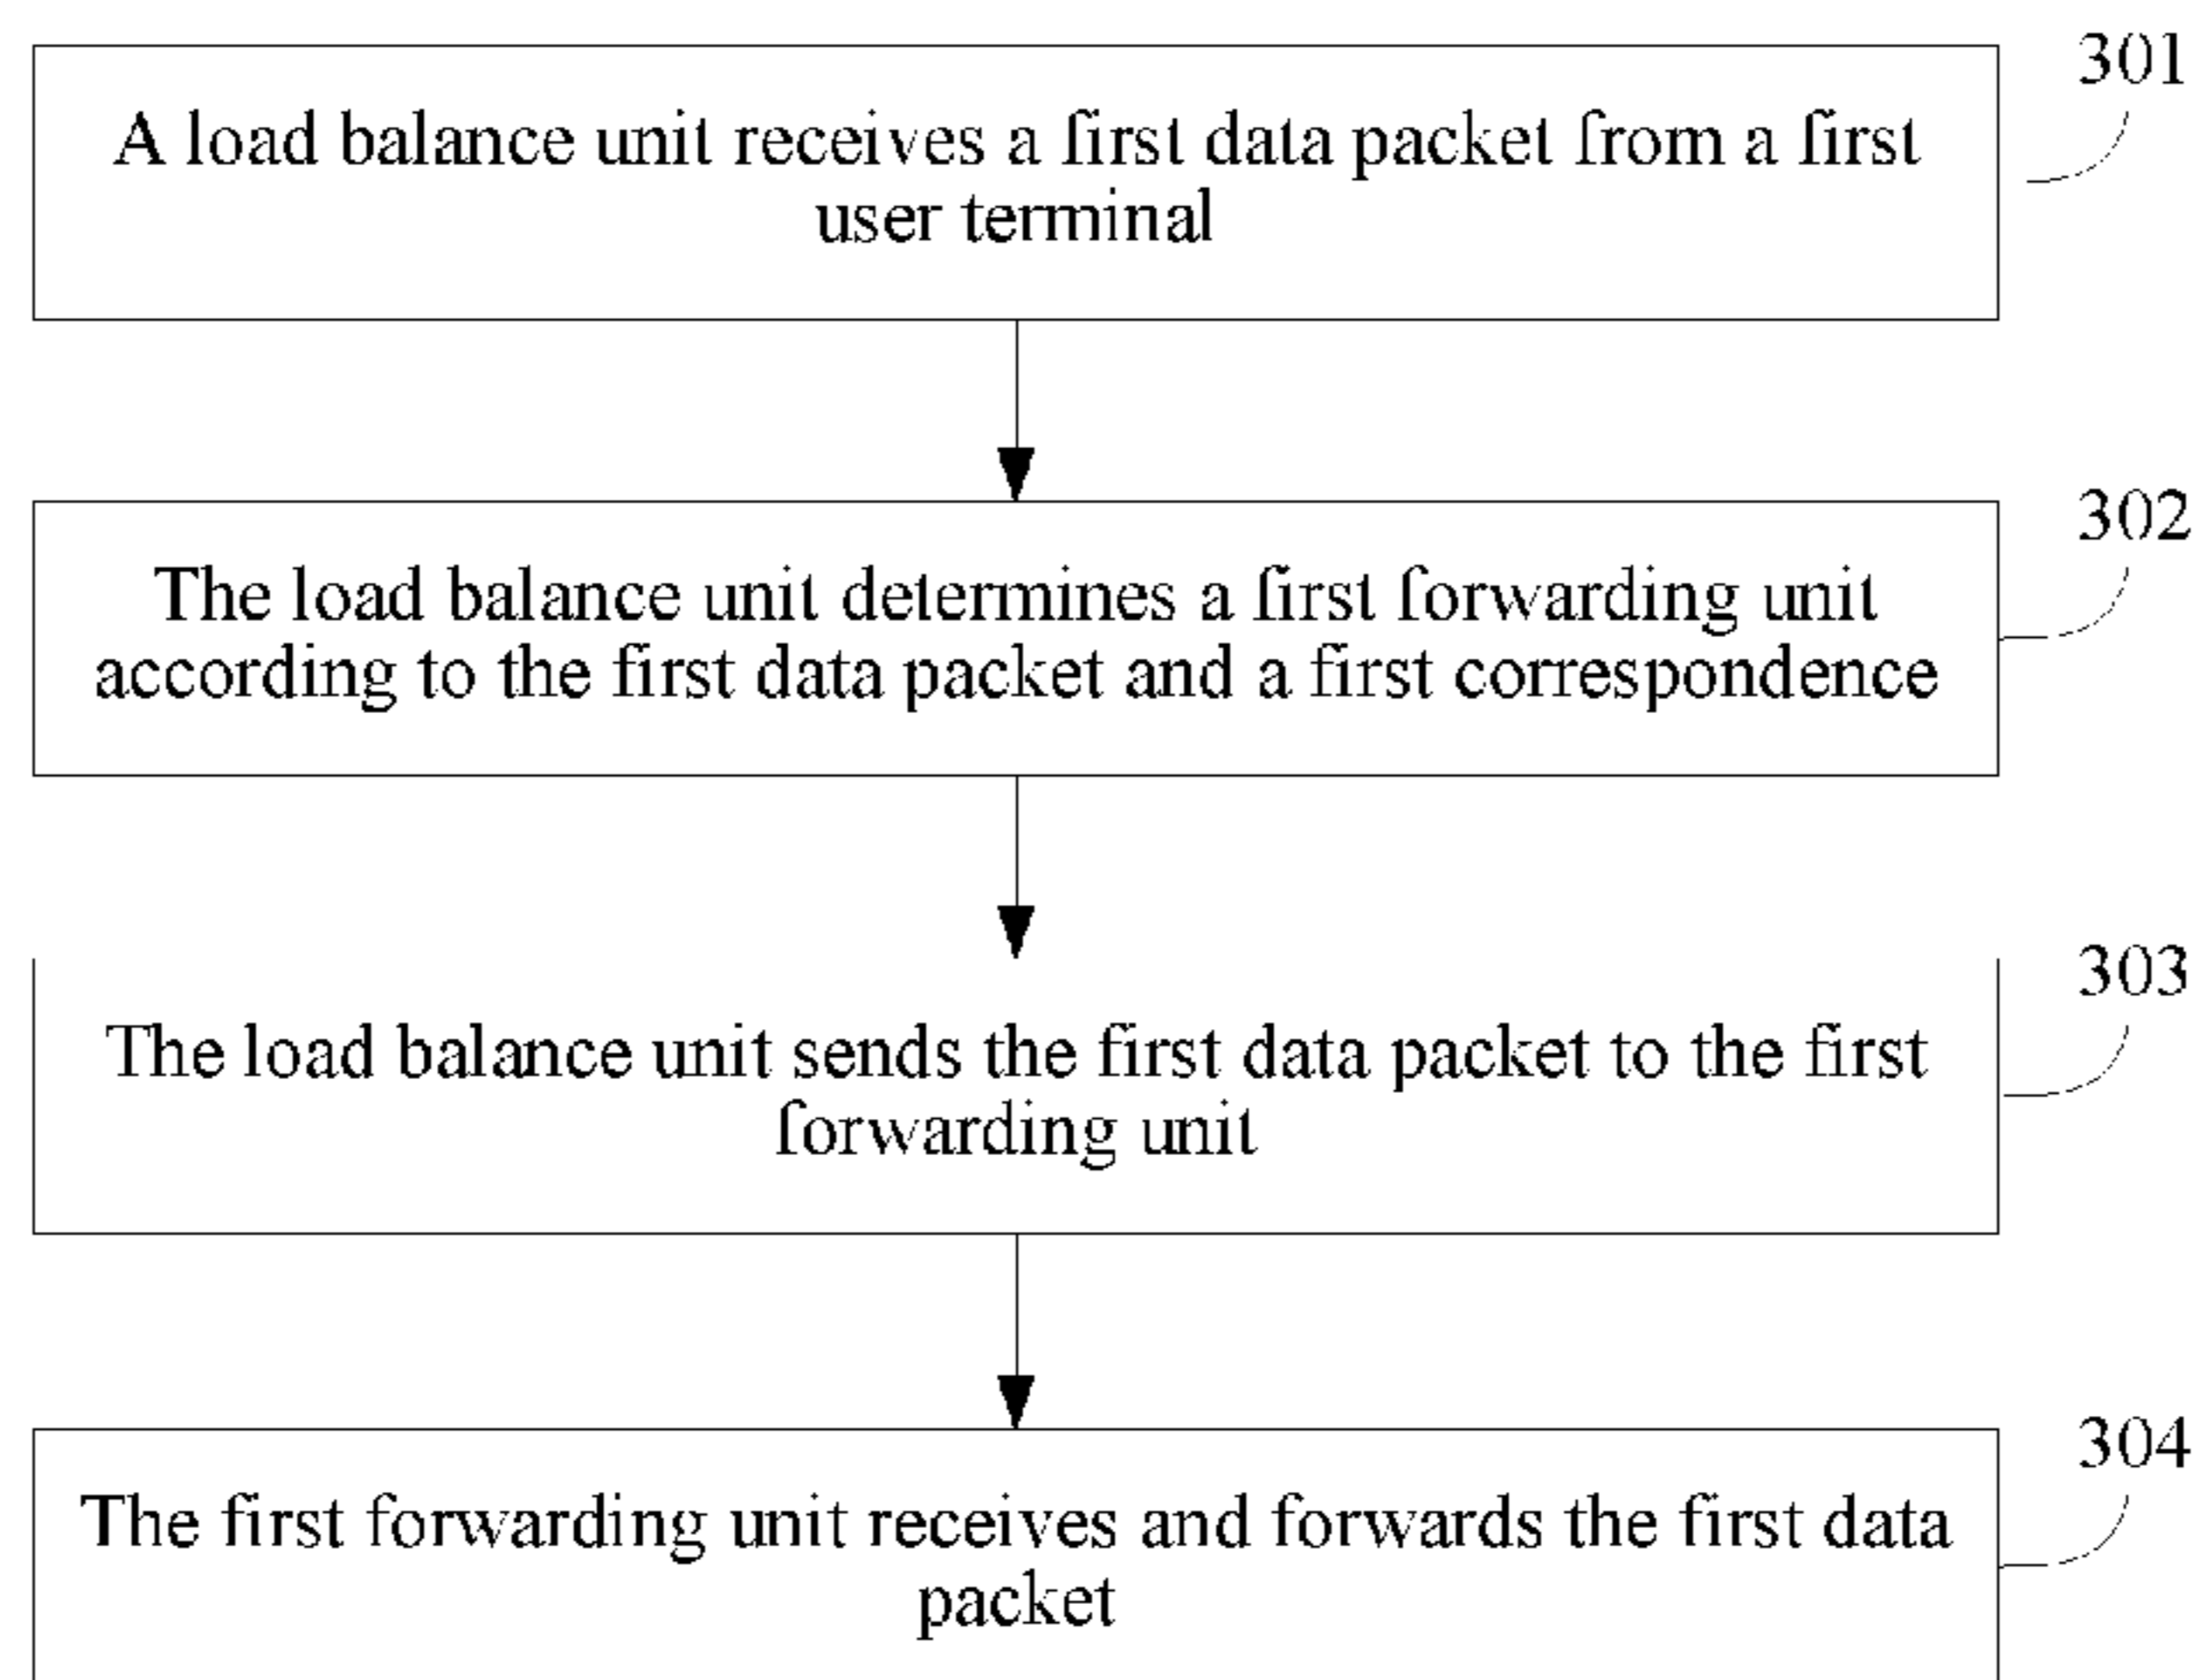 301
A load balance unit receives a first data packet from a first
user terminal
302
The load balance unit determines a first forwarding unit
according to the first data packet and a first correspondence
303
The load balance unit sends the first data packet to the first
forwarding unit
304
The first forwarding unit receives and forwards the first data
packet